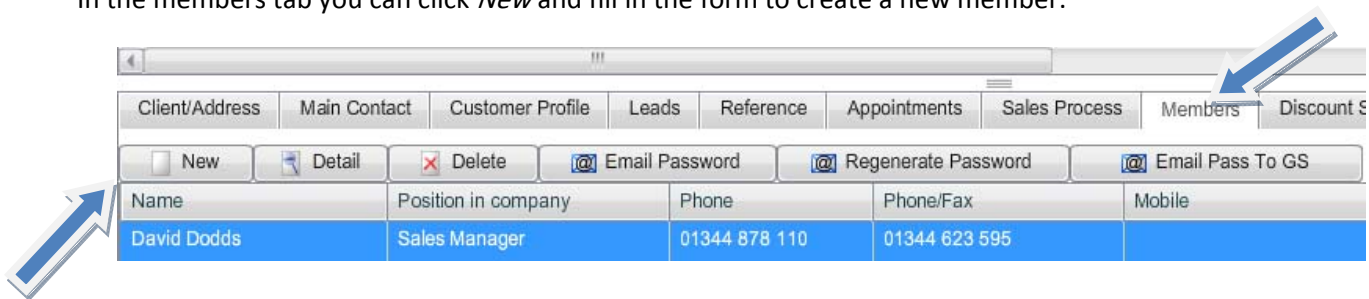 In the members tab you can click New and fill in the form to create a new member.
Client/Address Main Contact Customer Profile Leads Reference Appointments Sales Process Members Discount S
New Detail Delete Email Password Regenerate Password Email Pass To GS
Name Position in company Phone Phone/Fax Mobile
David Dodds Sales Manager 01344 878 110 01344 623 595